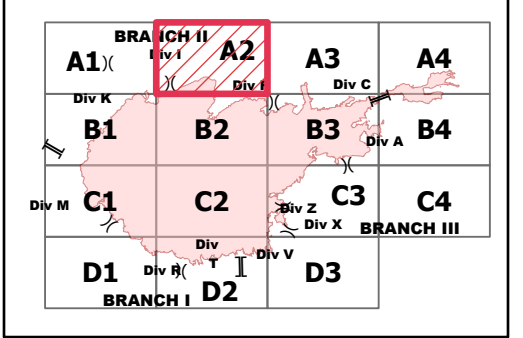 BRANCH II
Div I
A1
A2
A3
A4
Div C
Div K
B1
B2
B3
B4
Div A
Div M
C1
C2
C3
C4
Div Z
Div X
BRANCH III
Div
T
Div V
D1
Div R
D2
D3
BRANCH I